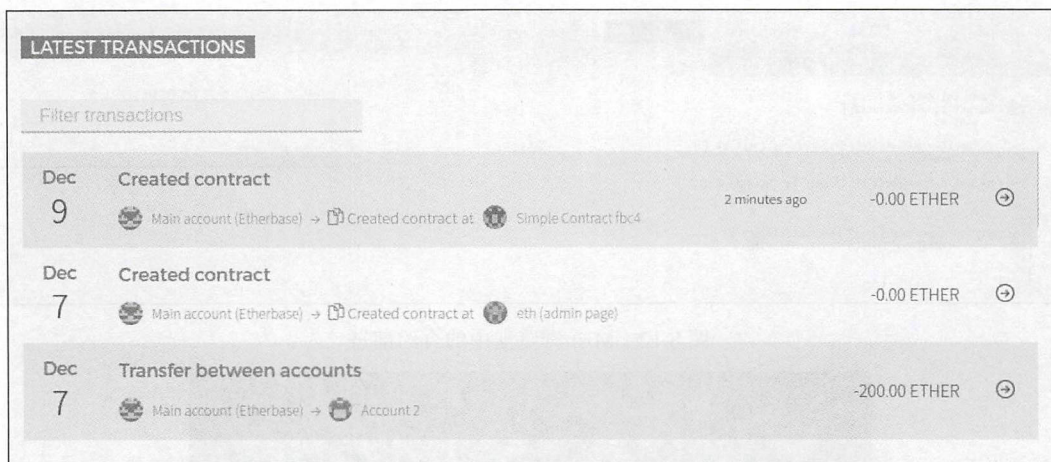 LATEST TRANSACTIONS
Filter transactions
Dec
9
Created contract
Main account (Etherbase) → Created contract at Simple Contract fbc4
2 minutes ago
-0.00 ETHER
Dec
7
Created contract
Main account (Etherbase) → Created contract at eth (admin page)
-0.00 ETHER
Dec
7
Transfer between accounts
Main account (Etherbase) → Account 2
-200.00 ETHER